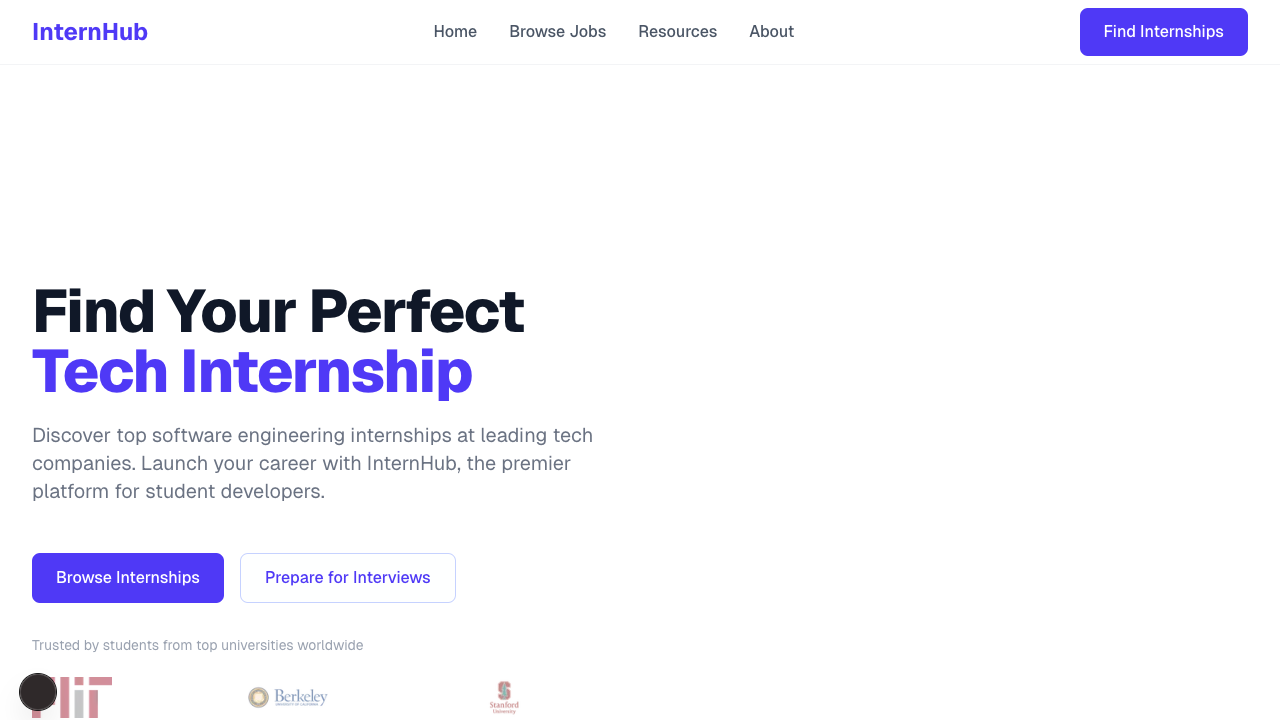 InternHub
Home
Browse Jobs
Resources
About
Find Internships
Find Your Perfect
Tech Internship
Discover top software engineering internships at leading tech
companies. Launch your career with InternHub, the premier
platform for student developers.
Browse Internships
Prepare for Interviews
Trusted by students from top universities worldwide
MIT
Berkeley
UNIVERSITY OF CALIFORNIA
Stanford
University